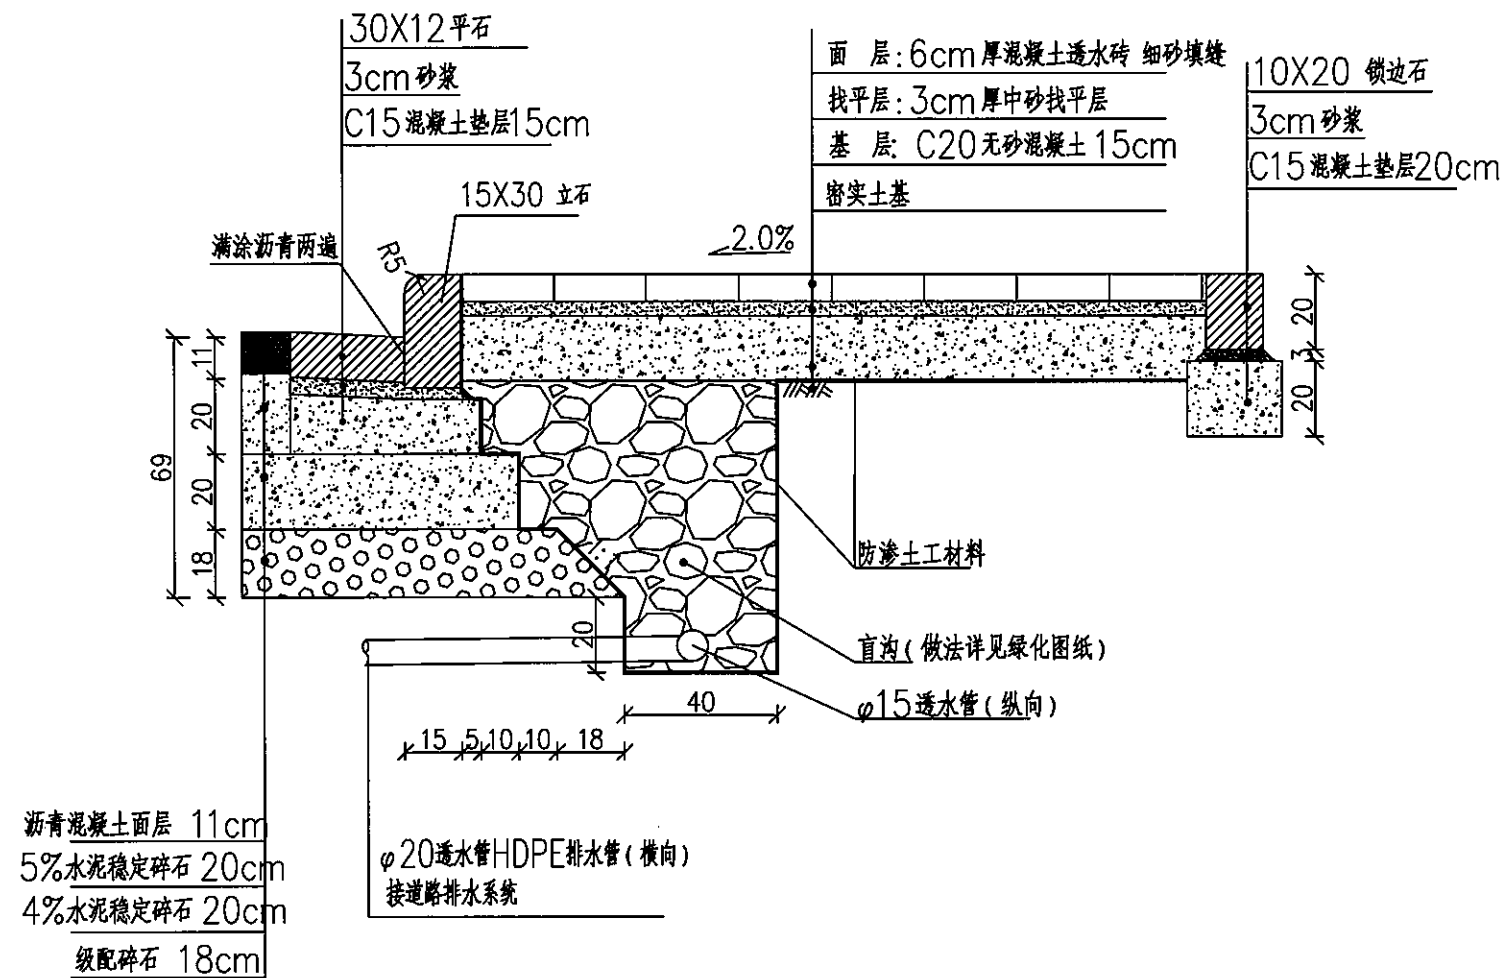 30X12平石
3cm砂浆
C15混凝土垫层15cm
面 层:6cm厚混凝土透水砖 细砂填缝
找平层:3cm厚中砂找平层
基 层: C20无砂混凝土15cm
密实土基
10X20 锁边石
3cm砂浆
C15混凝土垫层20cm
15X30 立石
满涂沥青两遍
R5
2.0%
69
11
20
20
18
20
3
20
防渗土工材料
20
盲沟(做法详见绿化图纸)
φ15透水管(纵向)
40
15
5
10
10
18
沥青混凝土面层 11cm
5%水泥稳定碎石 20cm
4%水泥稳定碎石 20cm
级配碎石 18cm
φ20透水管HDPE排水管(横向)
接道路排水系统